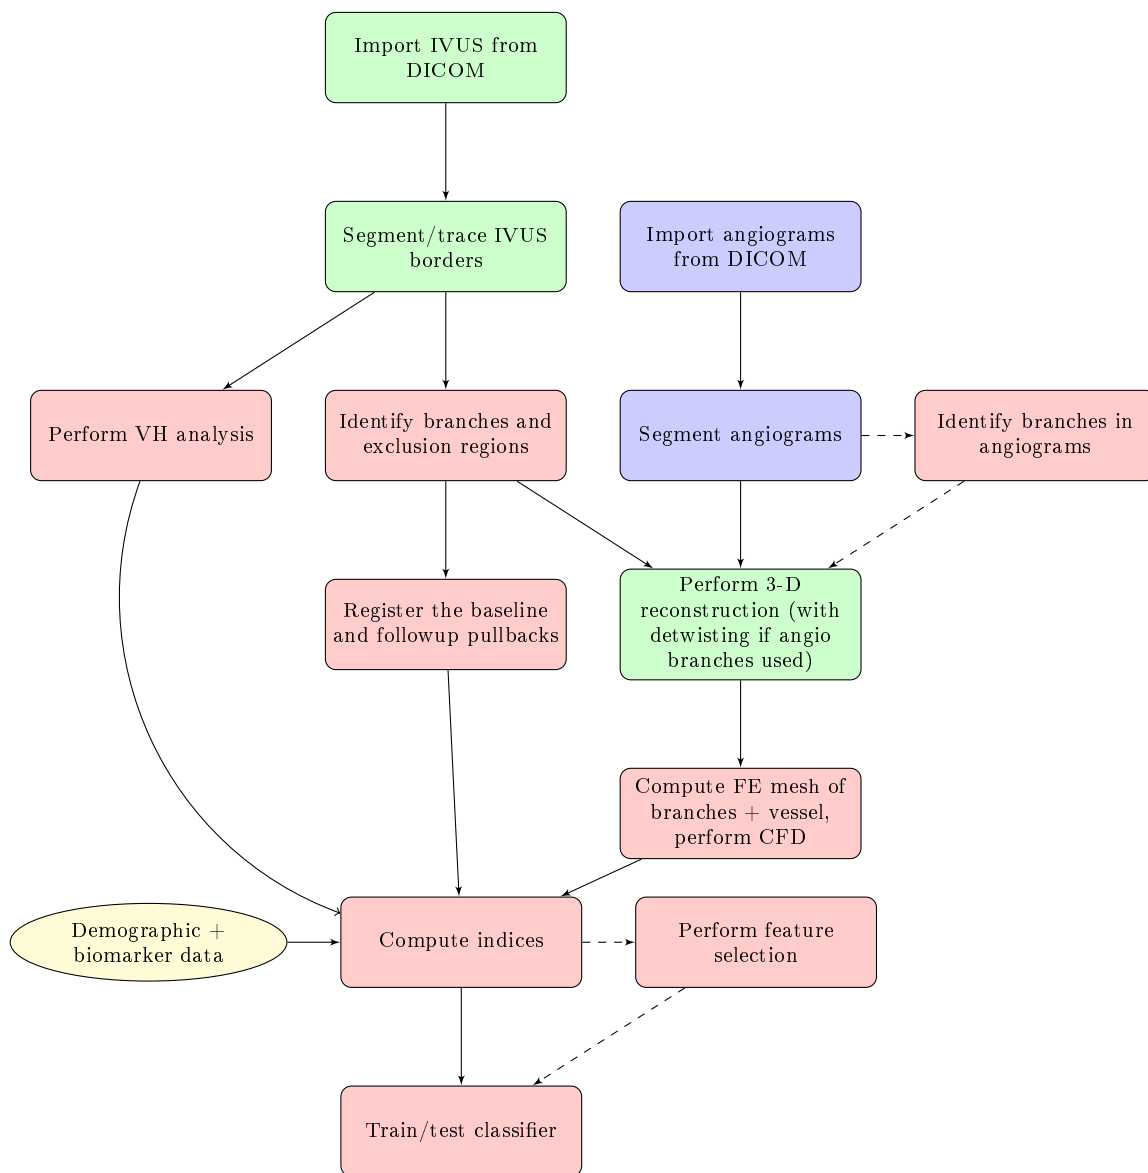 Import IVUS from
DICOM
Segment/trace IVUS
borders
Import angiograms
from DICOM
Perform VH analysis
Identify branches and
exclusion regions
Segment angiograms
Identify branches in
angiograms
Register the baseline
and followup pullbacks
Perform 3-D
reconstruction (with
detwisting if angio
branches used)
Compute FE mesh of
branches + vessel,
perform CFD
Demographic +
biomarker data
Compute indices
Perform feature
selection
Train/test classifier